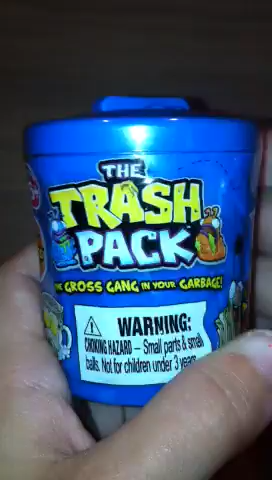 THE
TRASH
PACK
THE GROSS GANG IN YOUR GARBAGE!
WARNING:
CHOKING HAZARD – Small parts & small
balls. Not for children under 3 years.